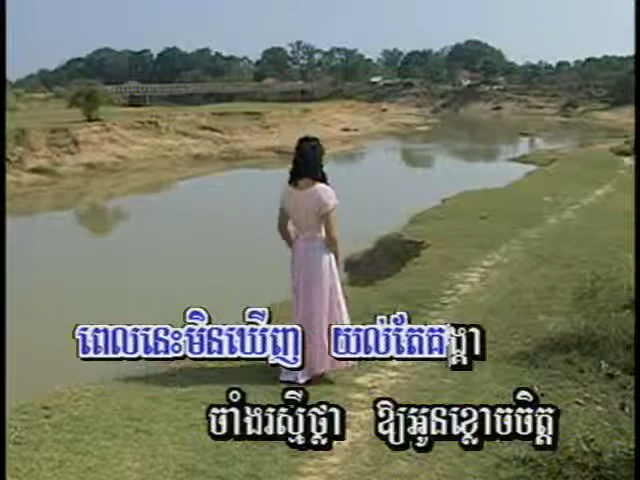 ពេលនេះមិនឃើញ យល់តែគង្គា
ចាំងរស្មីថ្លា ឱ្យអូនខ្លោចចិត្ត